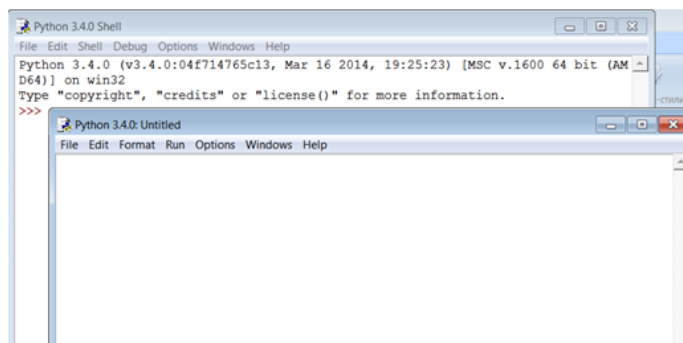 Python 3.4.0 Shell
File Edit Shell Debug Options Windows Help
Python 3.4.0 (v3.4.0:04f714765c13, Mar 16 2014, 19:25:23) [MSC v.1600 64 bit (AM
D64)] on win32
Type "copyright", "credits" or "license()" for more information.
>>>
Python 3.4.0: Untitled
File Edit Format Run Options Windows Help